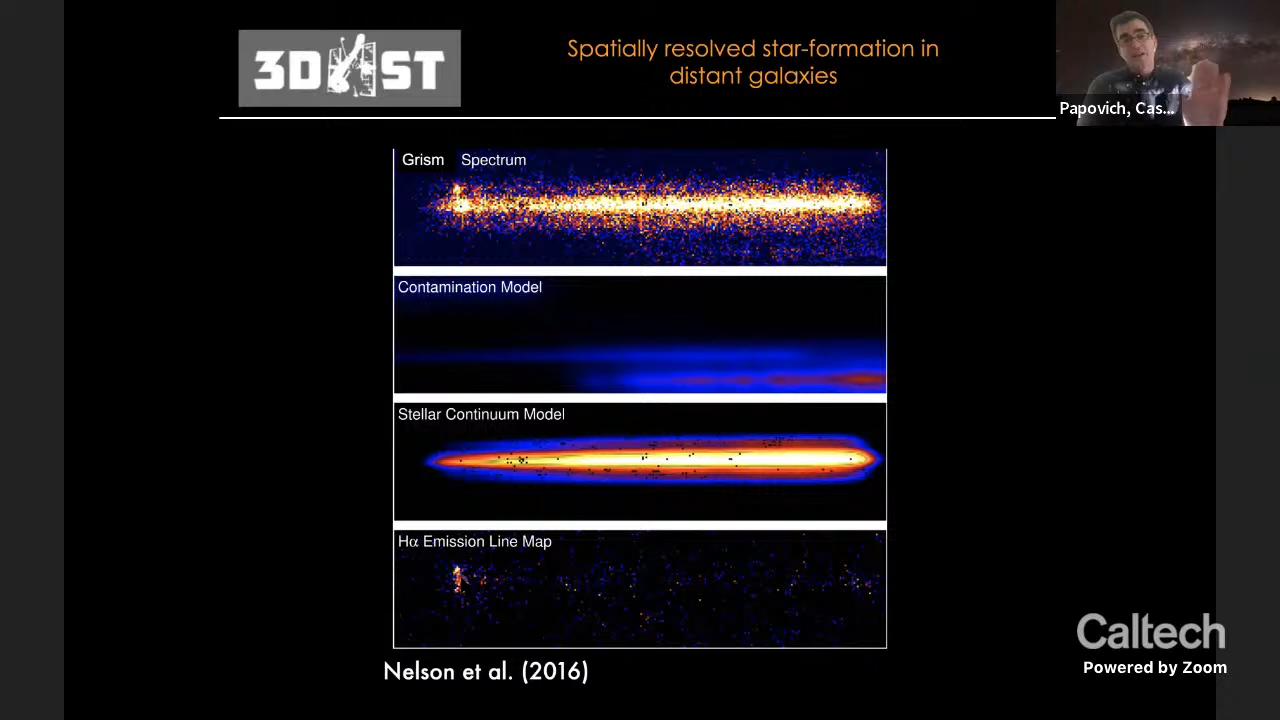 3D ST
Spatially resolved star-formation in
distant galaxies
Papovich, Cas...
Grism Spectrum
Contamination Model
Stellar Continuum Model
Hα Emission Line Map
Nelson et al. (2016)
Caltech
Powered by Zoom